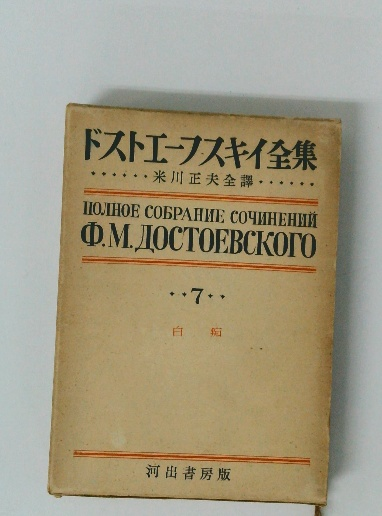 ドストエーフスキイ全集
米川正夫全譯
ПОЛНОЕ СОБРАНИЕ СОЧИНЕНИЙ
Ф.М.ДОСТОЕВСКОГО
7
白痴
河出書房版